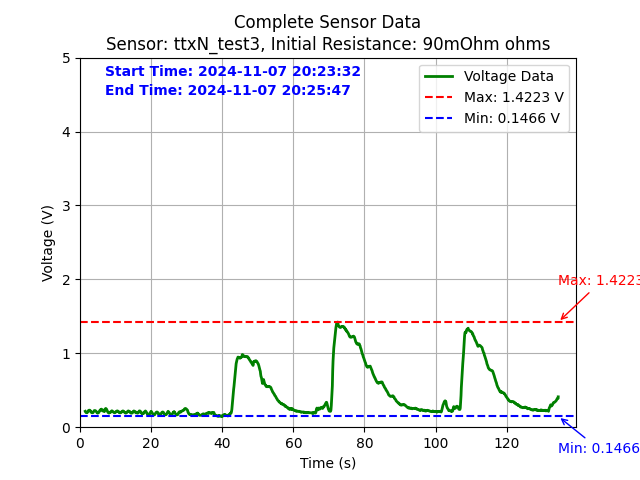 Complete Sensor Data
Sensor: ttxN_test3, Initial Resistance: 90mOhm ohms
Start Time: 2024-11-07 20:23:32
End Time: 2024-11-07 20:25:47
Voltage Data
Max: 1.4223 V
Min: 0.1466 V
5
4
3
2
1
0
Voltage (V)
Max: 1.4223
Min: 0.1466
0 20 40 60 80 100 120
Time (s)